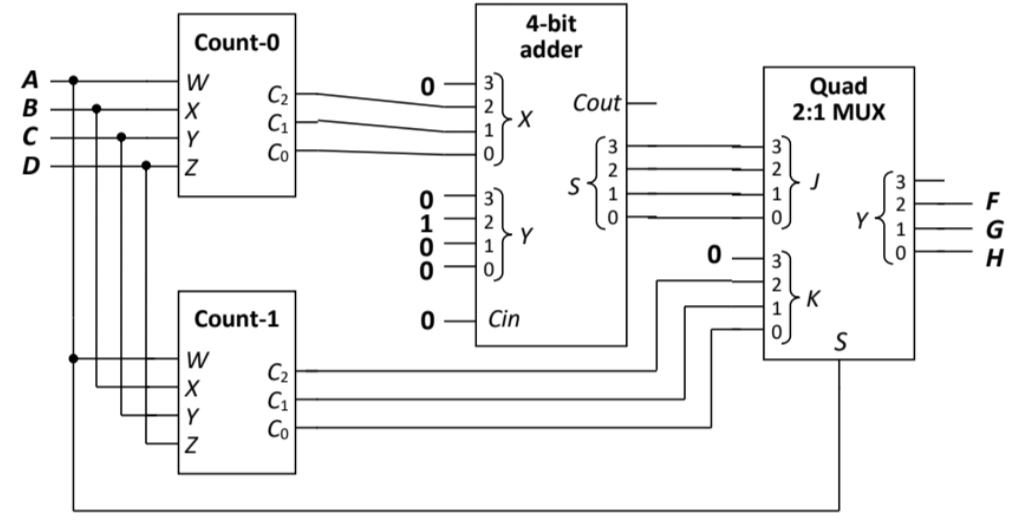 A
B
C
D
Count-0
W
X
Y
Z
C2
C1
C0
4-bit
adder
0
3
2
1
0
X
0
1
0
0
3
2
1
0
Y
0
Cin
Cout
S
3
2
1
0
Count-1
W
X
Y
Z
C2
C1
C0
Quad
2:1 MUX
3
2
1
0
J
0
3
2
1
0
K
S
Y
3
2
1
0
F
G
H